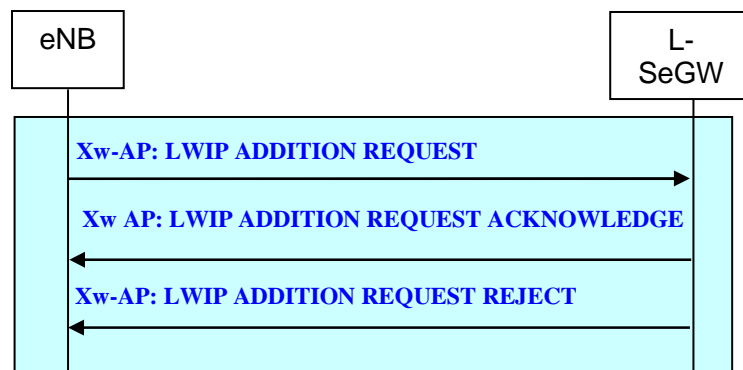 eNB
L-
SeGW
Xw-AP: LWIP ADDITION REQUEST
Xw AP: LWIP ADDITION REQUEST ACKNOWLEDGE
Xw-AP: LWIP ADDITION REQUEST REJECT